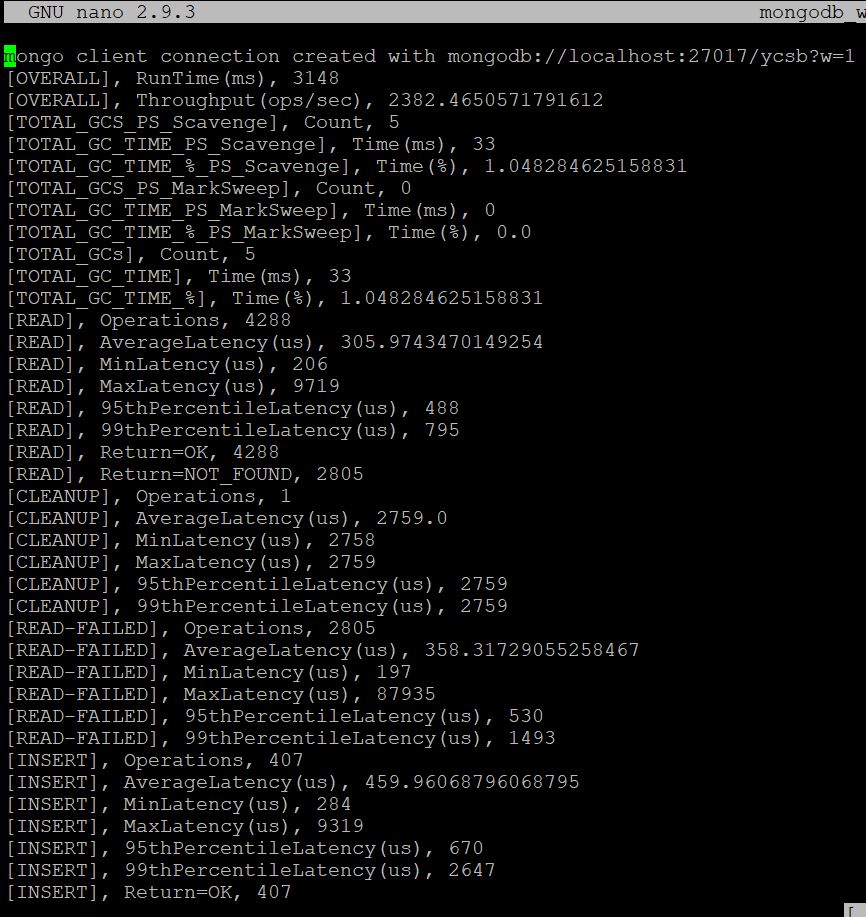 GNU nano 2.9.3 mongodb_w
mongo client connection created with mongodb://localhost:27017/ycsb?w=1
[OVERALL], RunTime(ms), 3148
[OVERALL], Throughput(ops/sec), 2382.4650571791612
[TOTAL_GCS_PS_Scavenge], Count, 5
[TOTAL_GC_TIME_PS_Scavenge], Time(ms), 33
[TOTAL_GC_TIME_%_PS_Scavenge], Time(%), 1.048284625158831
[TOTAL_GCS_PS_MarkSweep], Count, 0
[TOTAL_GC_TIME_PS_MarkSweep], Time(ms), 0
[TOTAL_GC_TIME_%_PS_MarkSweep], Time(%), 0.0
[TOTAL_GCs], Count, 5
[TOTAL_GC_TIME], Time(ms), 33
[TOTAL_GC_TIME_%], Time(%), 1.048284625158831
[READ], Operations, 4288
[READ], AverageLatency(us), 305.9743470149254
[READ], MinLatency(us), 206
[READ], MaxLatency(us), 9719
[READ], 95thPercentileLatency(us), 488
[READ], 99thPercentileLatency(us), 795
[READ], Return=OK, 4288
[READ], Return=NOT_FOUND, 2805
[CLEANUP], Operations, 1
[CLEANUP], AverageLatency(us), 2759.0
[CLEANUP], MinLatency(us), 2758
[CLEANUP], MaxLatency(us), 2759
[CLEANUP], 95thPercentileLatency(us), 2759
[CLEANUP], 99thPercentileLatency(us), 2759
[READ-FAILED], Operations, 2805
[READ-FAILED], AverageLatency(us), 358.31729055258467
[READ-FAILED], MinLatency(us), 197
[READ-FAILED], MaxLatency(us), 87935
[READ-FAILED], 95thPercentileLatency(us), 530
[READ-FAILED], 99thPercentileLatency(us), 1493
[INSERT], Operations, 407
[INSERT], AverageLatency(us), 459.96068796068795
[INSERT], MinLatency(us), 284
[INSERT], MaxLatency(us), 9319
[INSERT], 95thPercentileLatency(us), 670
[INSERT], 99thPercentileLatency(us), 2647
[INSERT], Return=OK, 407
[